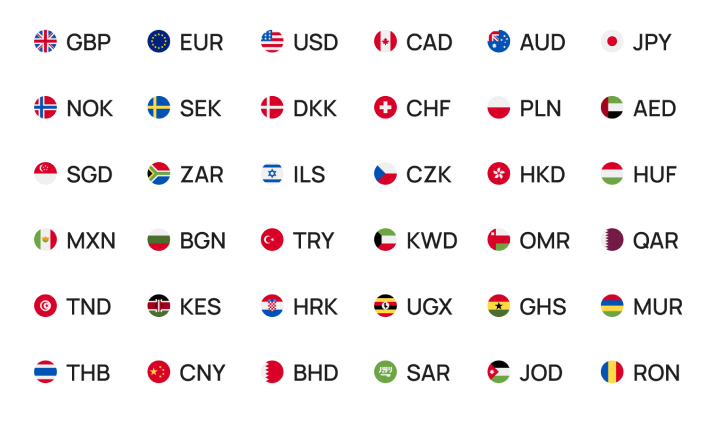 GBP EUR USD CAD AUD JPY
NOK SEK DKK CHF PLN AED
SGD ZAR ILS CZK HKD HUF
MXN BGN TRY KWD OMR QAR
TND KES HRK UGX GHS MUR
THB CNY BHD SAR JOD RON